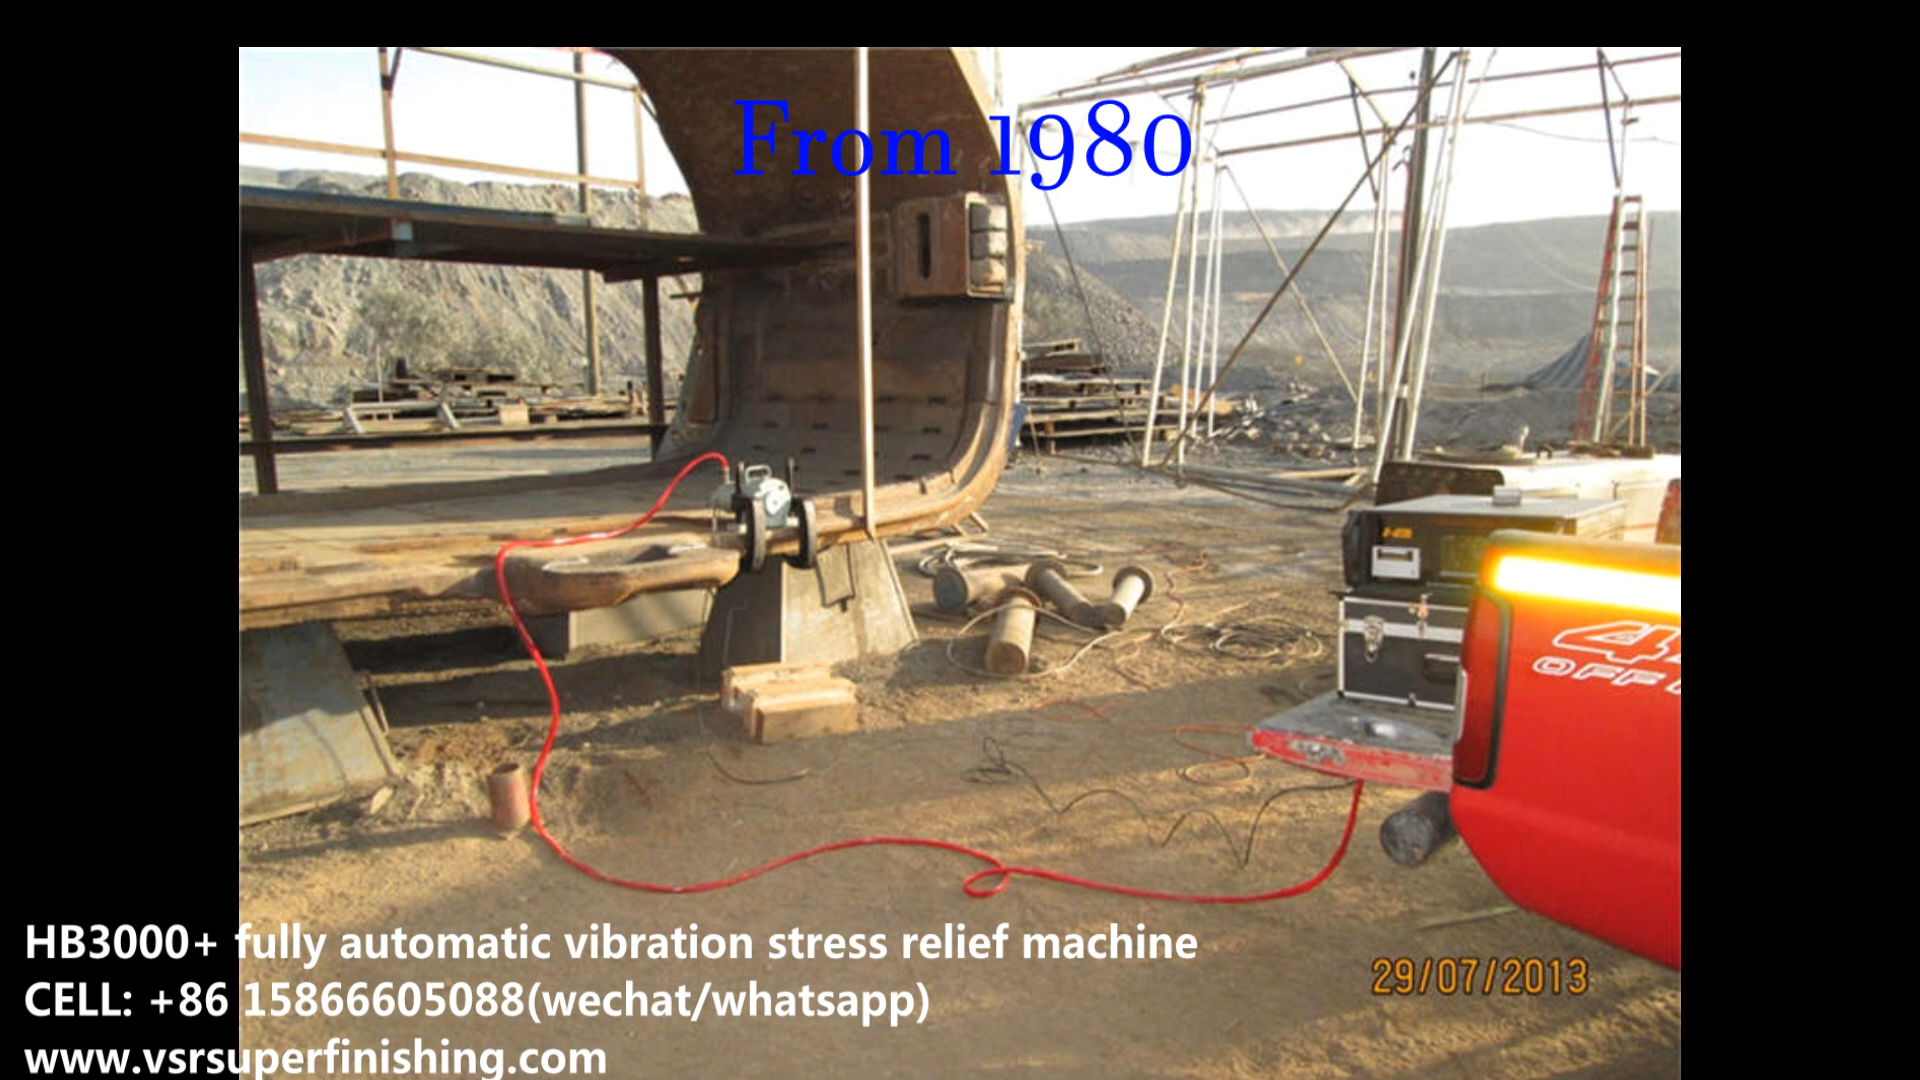 From 1980
OFF
HB3000+ fully automatic vibration stress relief machine
CELL: +86 15866605088(wechat/whatsapp)
www.vsrsuperfinishing.com
29/07/2013